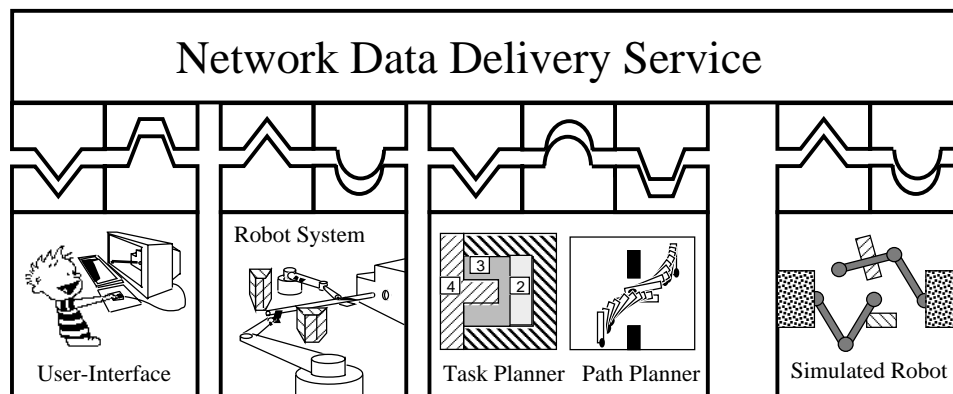 Network Data Delivery Service
Robot System
3
4
2
User-Interface
Task Planner
Path Planner
Simulated Robot